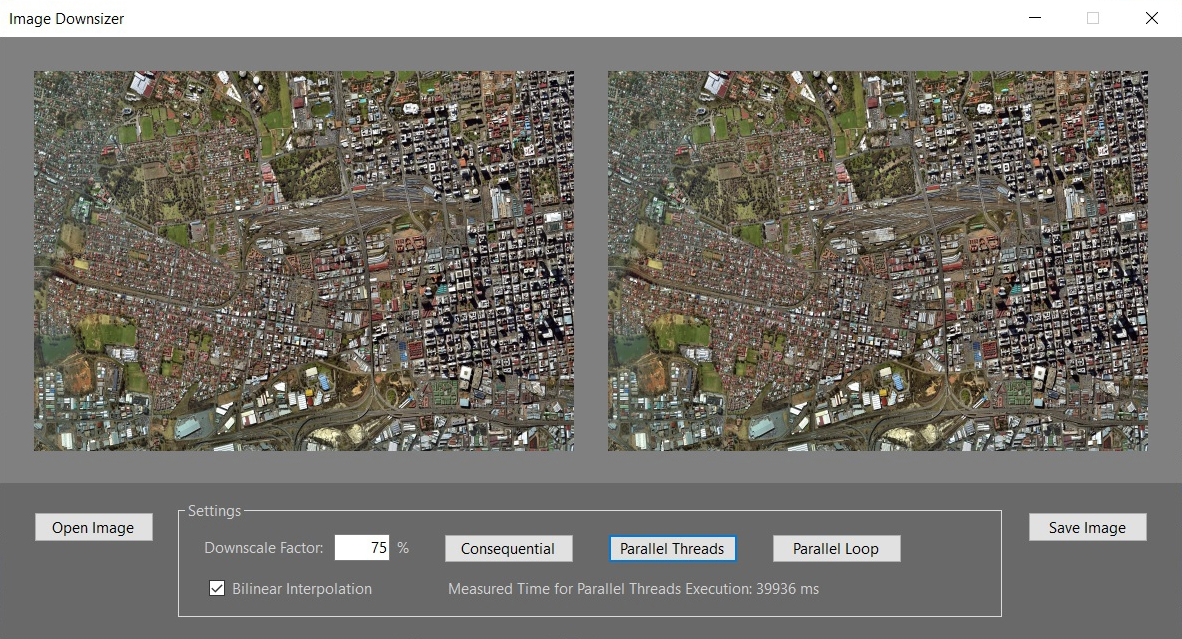 Image Downsizer
Open Image
Settings
Downscale Factor: 75 %
Consequential
Parallel Threads
Parallel Loop
Bilinear Interpolation
Measured Time for Parallel Threads Execution: 39936 ms
Save Image